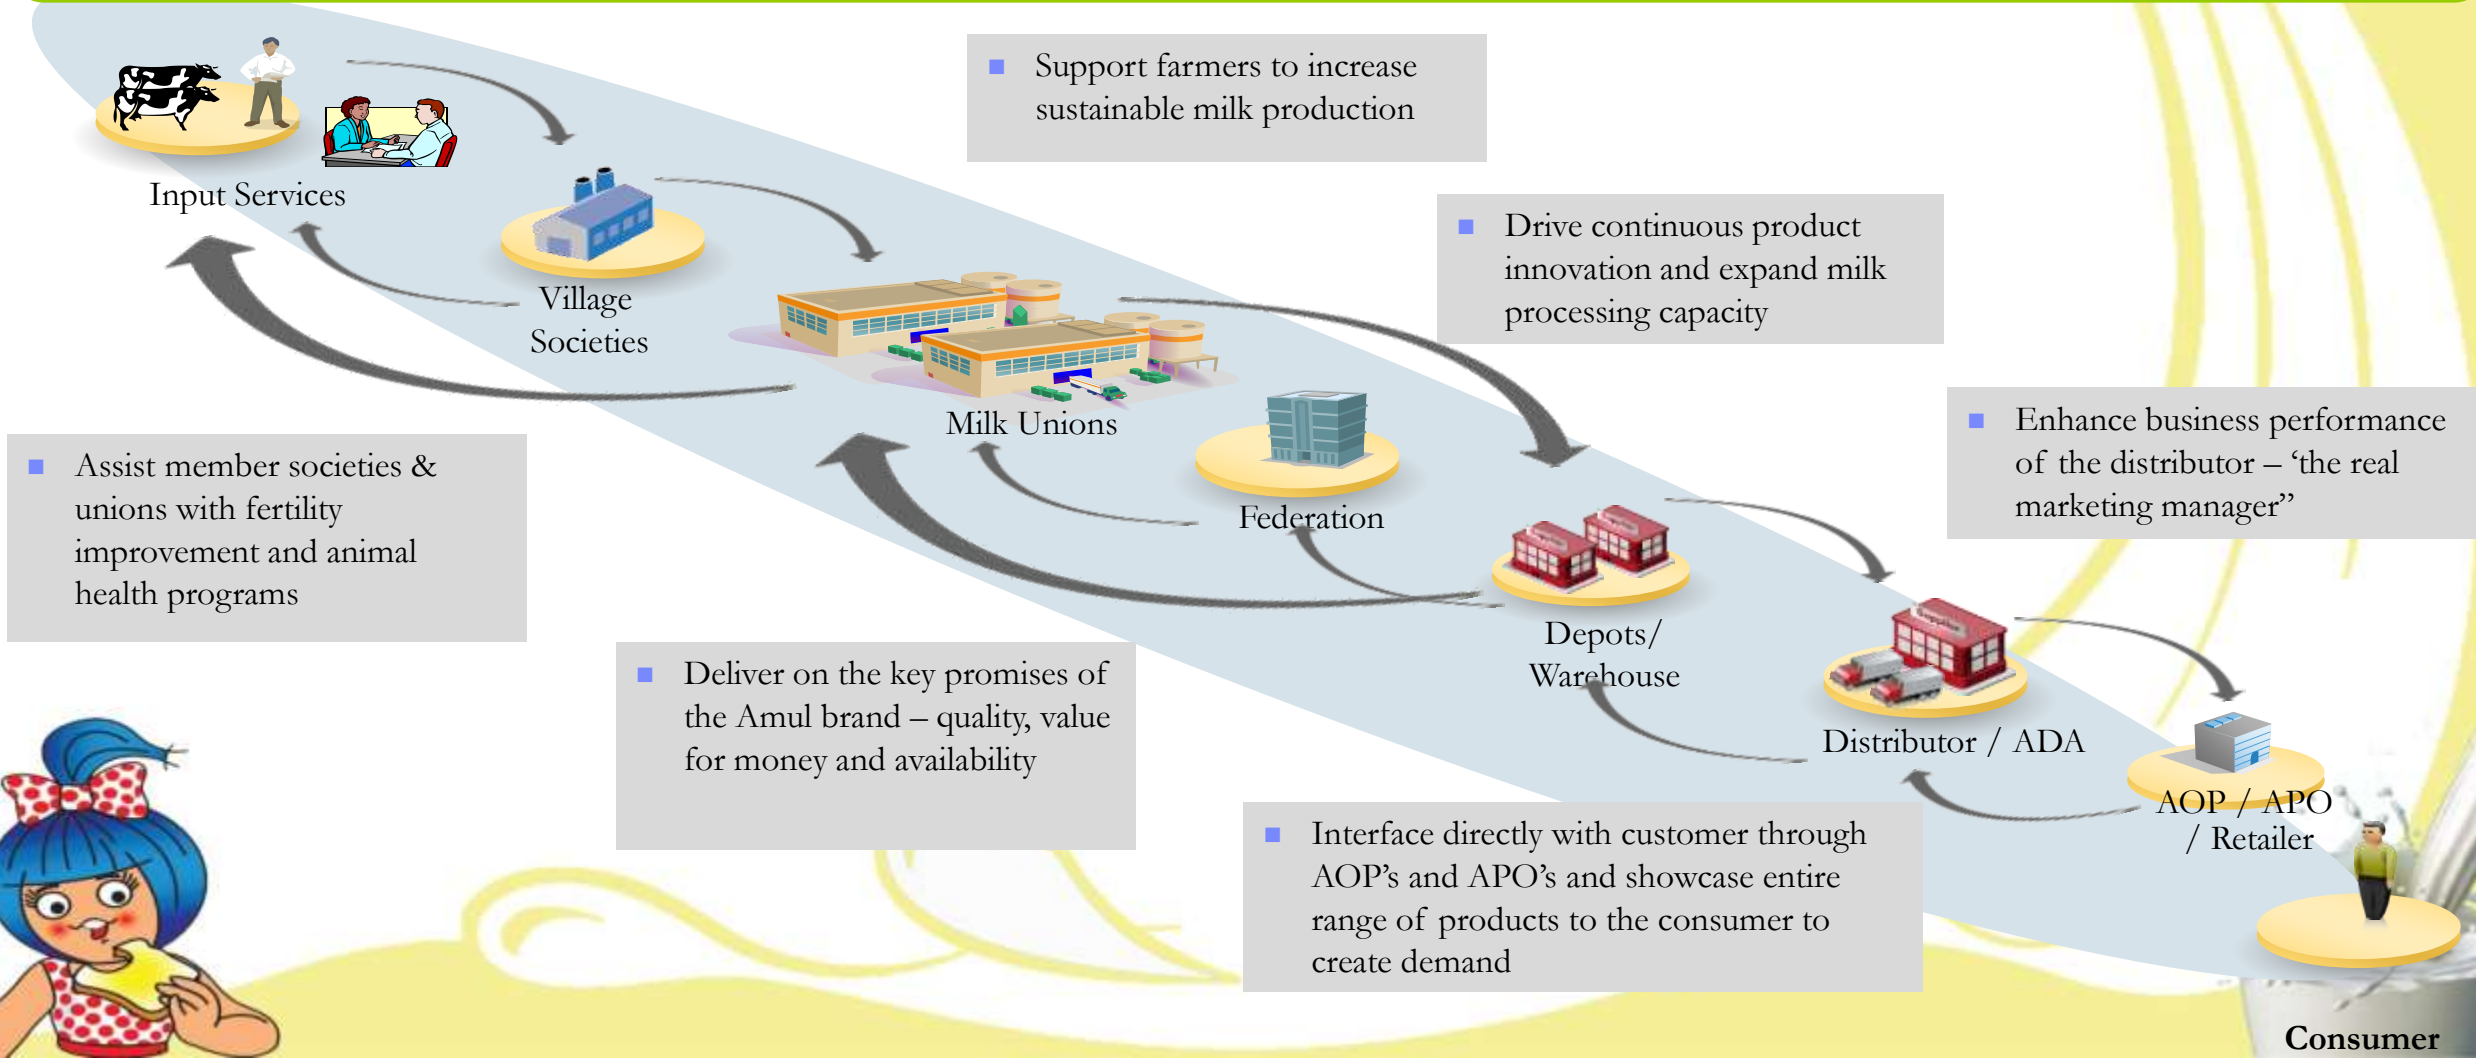 Input Services
Support farmers to increase
sustainable milk production
Village
Societies
Drive continuous product
innovation and expand milk
processing capacity
Milk Unions
Assist member societies &
unions with fertility
improvement and animal
health programs
Federation
Enhance business performance
of the distributor – ‘the real
marketing manager”
Depots/
Warehouse
Deliver on the key promises of
the Amul brand – quality, value
for money and availability
Distributor / ADA
AOP / APO
/ Retailer
Interface directly with customer through
AOP’s and APO’s and showcase entire
range of products to the consumer to
create demand
Consumer